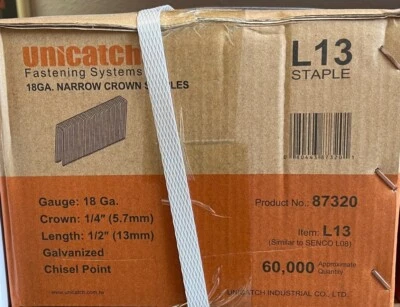 unicatch
L13
Fastening Systems
STAPLE
18GA. NARROW CROWN S LES
Gauge: 18 Ga.
Product No.: 87320
Crown: 1/4" (5.7mm)
Length: 1/2" (13mm)
Item: L13
(Similar to SENCO L08)
Galvanized
60,000 Approximate Quantity
Chisel Point
www.unicatch.com.tw
UNICATCH INDUSTRIAL CO., LTD.